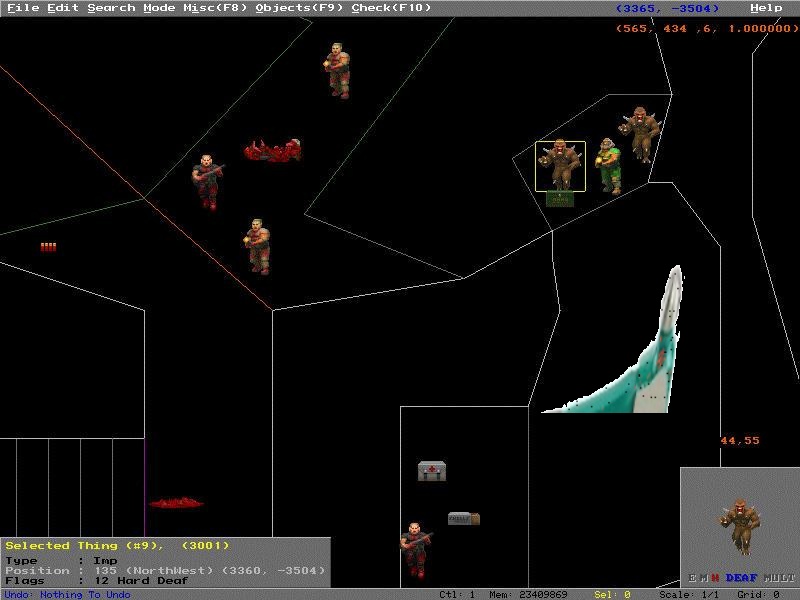 File Edit Search Mode Misc(F8) Objects(F9) Check(F10) (3365, -3504) Help
(565, 434 ,6, 1.000000)
44,55
Selected Thing (#9), (3001)
Type : Imp
Position : 135 (NorthWest) (3360, -3504)
Flags : 12 Hard Deaf
E M H DEAF MULT
Undo: Nothing To Undo Ctl: 1 Mem: 23409869 Sel: 0 Scale: 1/1 Grid: 0